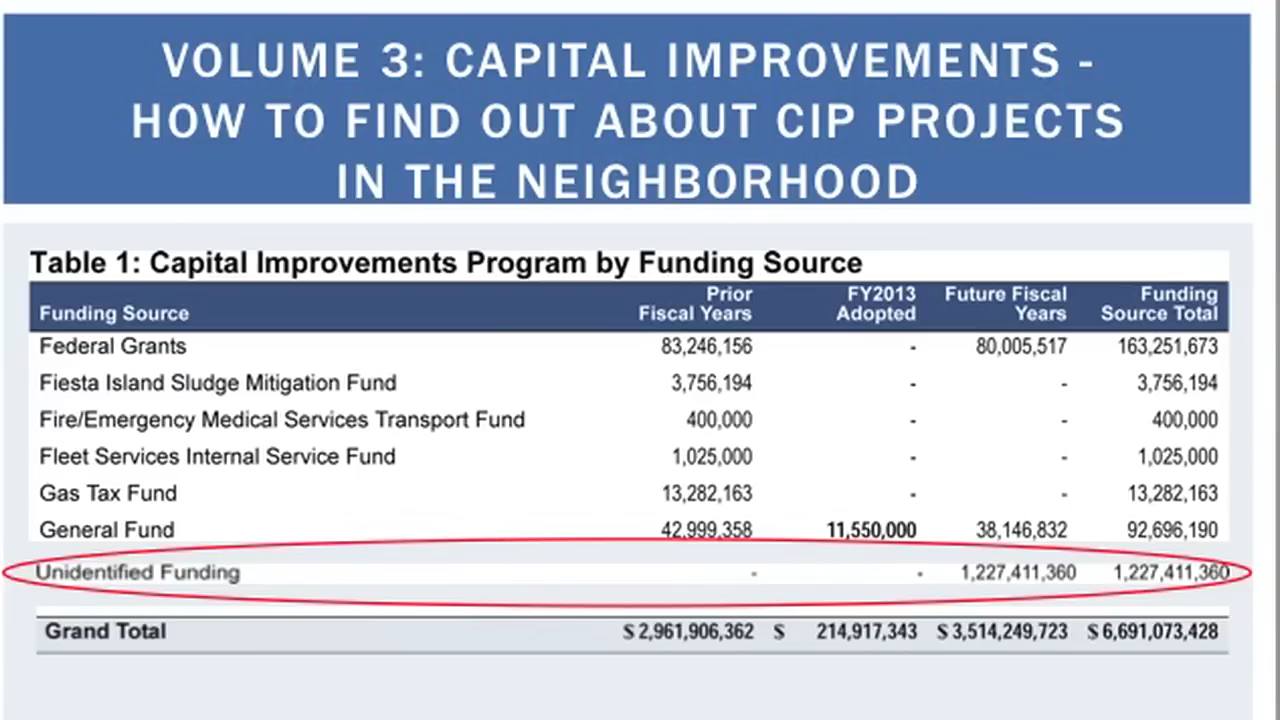 VOLUME 3: CAPITAL IMPROVEMENTS -
HOW TO FIND OUT ABOUT CIP PROJECTS
IN THE NEIGHBORHOOD
Table 1: Capital Improvements Program by Funding Source
Funding Source Prior Fiscal Years FY2013 Adopted Future Fiscal Years Funding Source Total
Federal Grants 83,246,156 - 80,005,517 163,251,673
Fiesta Island Sludge Mitigation Fund 3,756,194 - - 3,756,194
Fire/Emergency Medical Services Transport Fund 400,000 - - 400,000
Fleet Services Internal Service Fund 1,025,000 - - 1,025,000
Gas Tax Fund 13,282,163 - - 13,282,163
General Fund 42,999,358 11,550,000 38,146,832 92,696,190
Unidentified Funding - - 1,227,411,360 1,227,411,360
Grand Total $ 2,961,906,362 $ 214,917,343 $ 3,514,249,723 $ 6,691,073,428